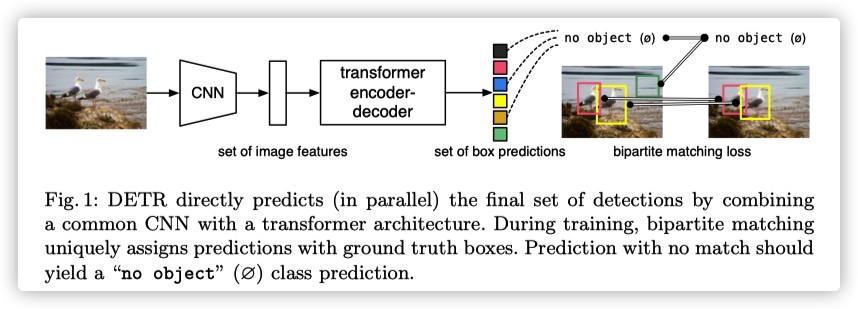 no object (∅) no object (∅)
CNN
transformer
encoder-
decoder
set of image features set of box predictions bipartite matching loss
Fig. 1: DETR directly predicts (in parallel) the final set of detections by combining
a common CNN with a transformer architecture. During training, bipartite matching
uniquely assigns predictions with ground truth boxes. Prediction with no match should
yield a “no object” (∅) class prediction.